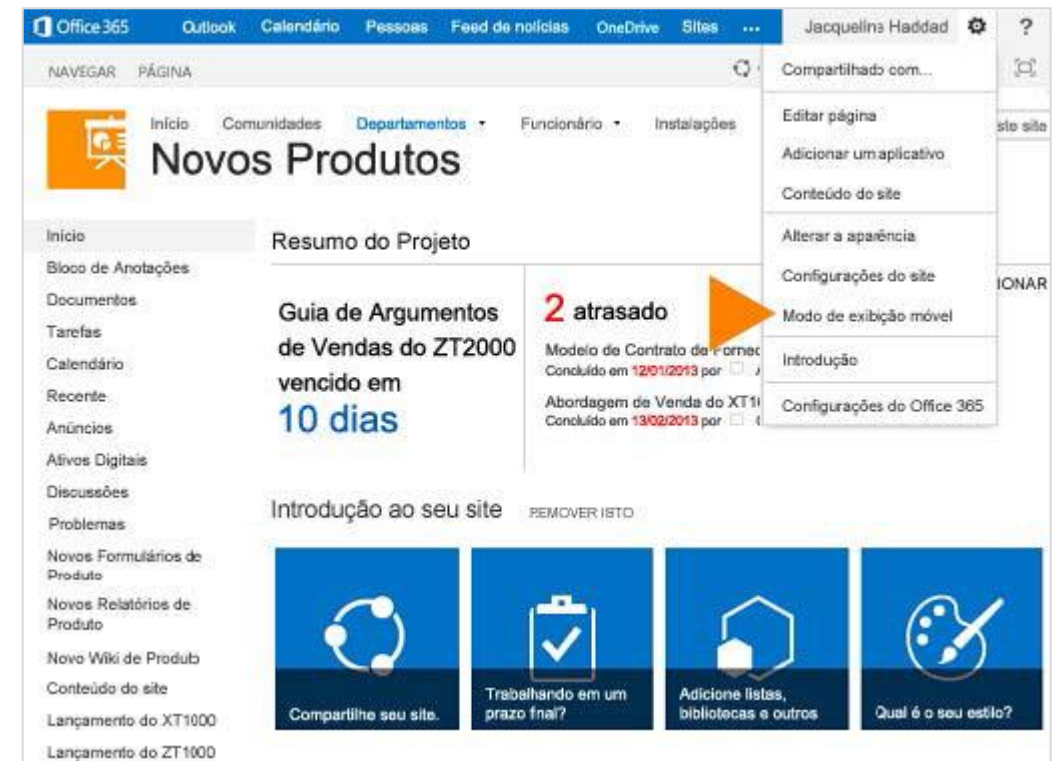 Office 365 Outlook Calendário Pessoas Feed de notícias OneDrive Sites ... Jacqueline Haddad ?
NAVEGAR PÁGINA
Início Comunidades Departamentos Funcionário Instalações
Novos Produtos
Compartilhado com...
Editar página
Adicionar um aplicativo
Conteúdo do site
Alterar a aparência
Configurações do site
Modo de exibição móvel
Introdução
Configurações do Office 365
ste site
IONAR
Início
Bloco de Anotações
Documentos
Tarefas
Calendário
Recente
Anúncios
Ativos Digitais
Discussões
Problemas
Novos Formulários de
Produto
Novos Relatórios de
Produto
Novo Wiki de Produto
Conteúdo do site
Lançamento do XT1000
Lançamento do ZT1000
Resumo do Projeto
Guia de Argumentos
de Vendas do ZT2000
vencido em
10 dias
2 atrasado
Modelo de Contrato de Fornec
Concluído em 12/01/2013 por
Abordagem de Venda do XT1
Concluído em 13/02/2013 por
Introdução ao seu site REMOVER ISTO
Compartilhe seu site.
Trabalhando em um
prazo final?
Adicione listas,
bibliotecas e outros
Qual é o seu estilo?